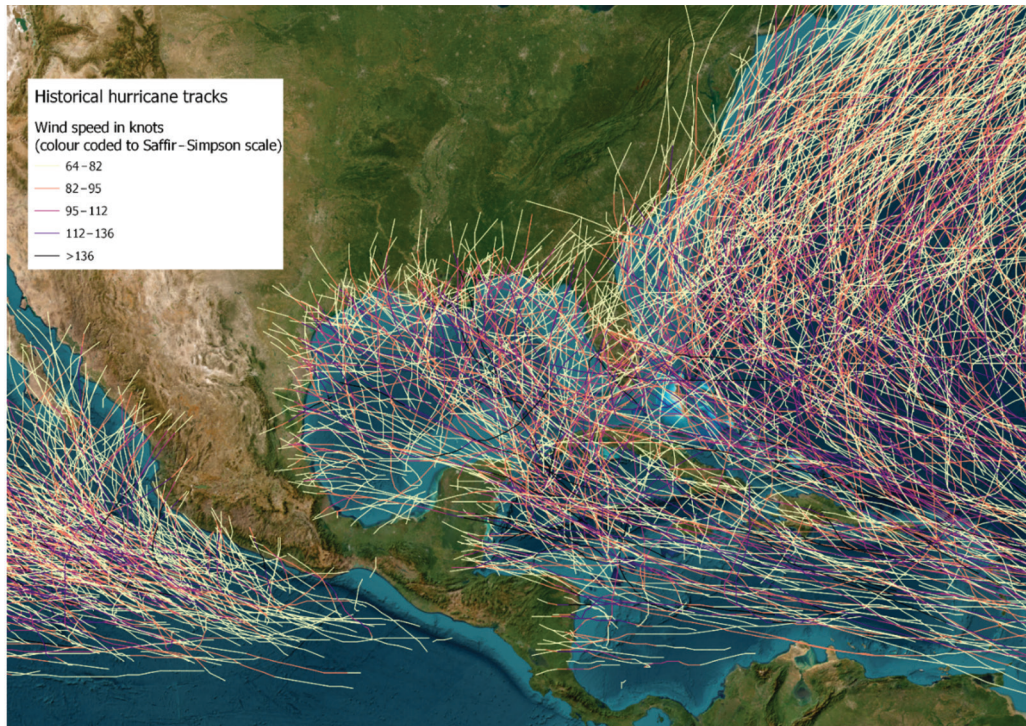 Historical hurricane tracks
Wind speed in knots
(colour coded to Saffir–Simpson scale)
64–82
82–95
95–112
112–136
>136